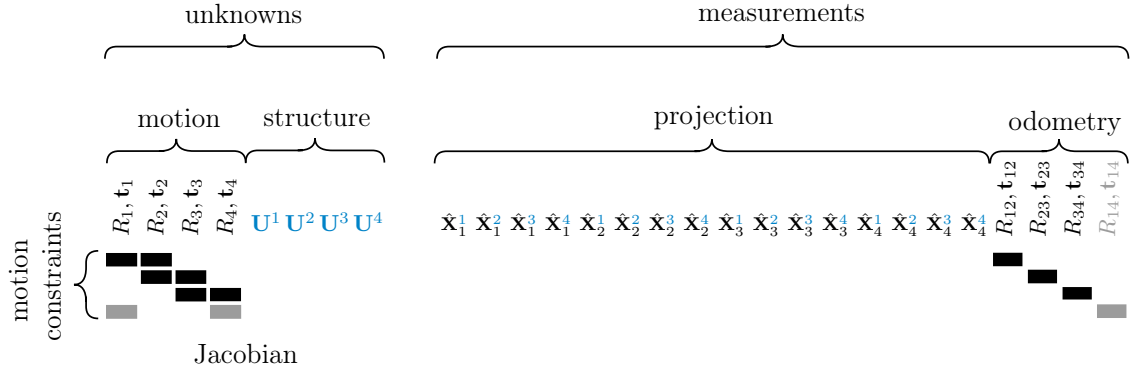 unknowns measurements
motion structure projection odometry
R₁, t₁ R₂, t₂ R₃, t₃ R₄, t₄ U¹ U² U³ U⁴ x̂₁¹ x̂₁² x̂₁³ x̂₁⁴ x̂₂¹ x̂₂² x̂₂³ x̂₂⁴ x̂₃¹ x̂₃² x̂₃³ x̂₃⁴ x̂₄¹ x̂₄² x̂₄³ x̂₄⁴ R₁₂, t₁₂ R₂₃, t₂₃ R₃₄, t₃₄ R₁₄, t₁₄
motion
constraints
Jacobian